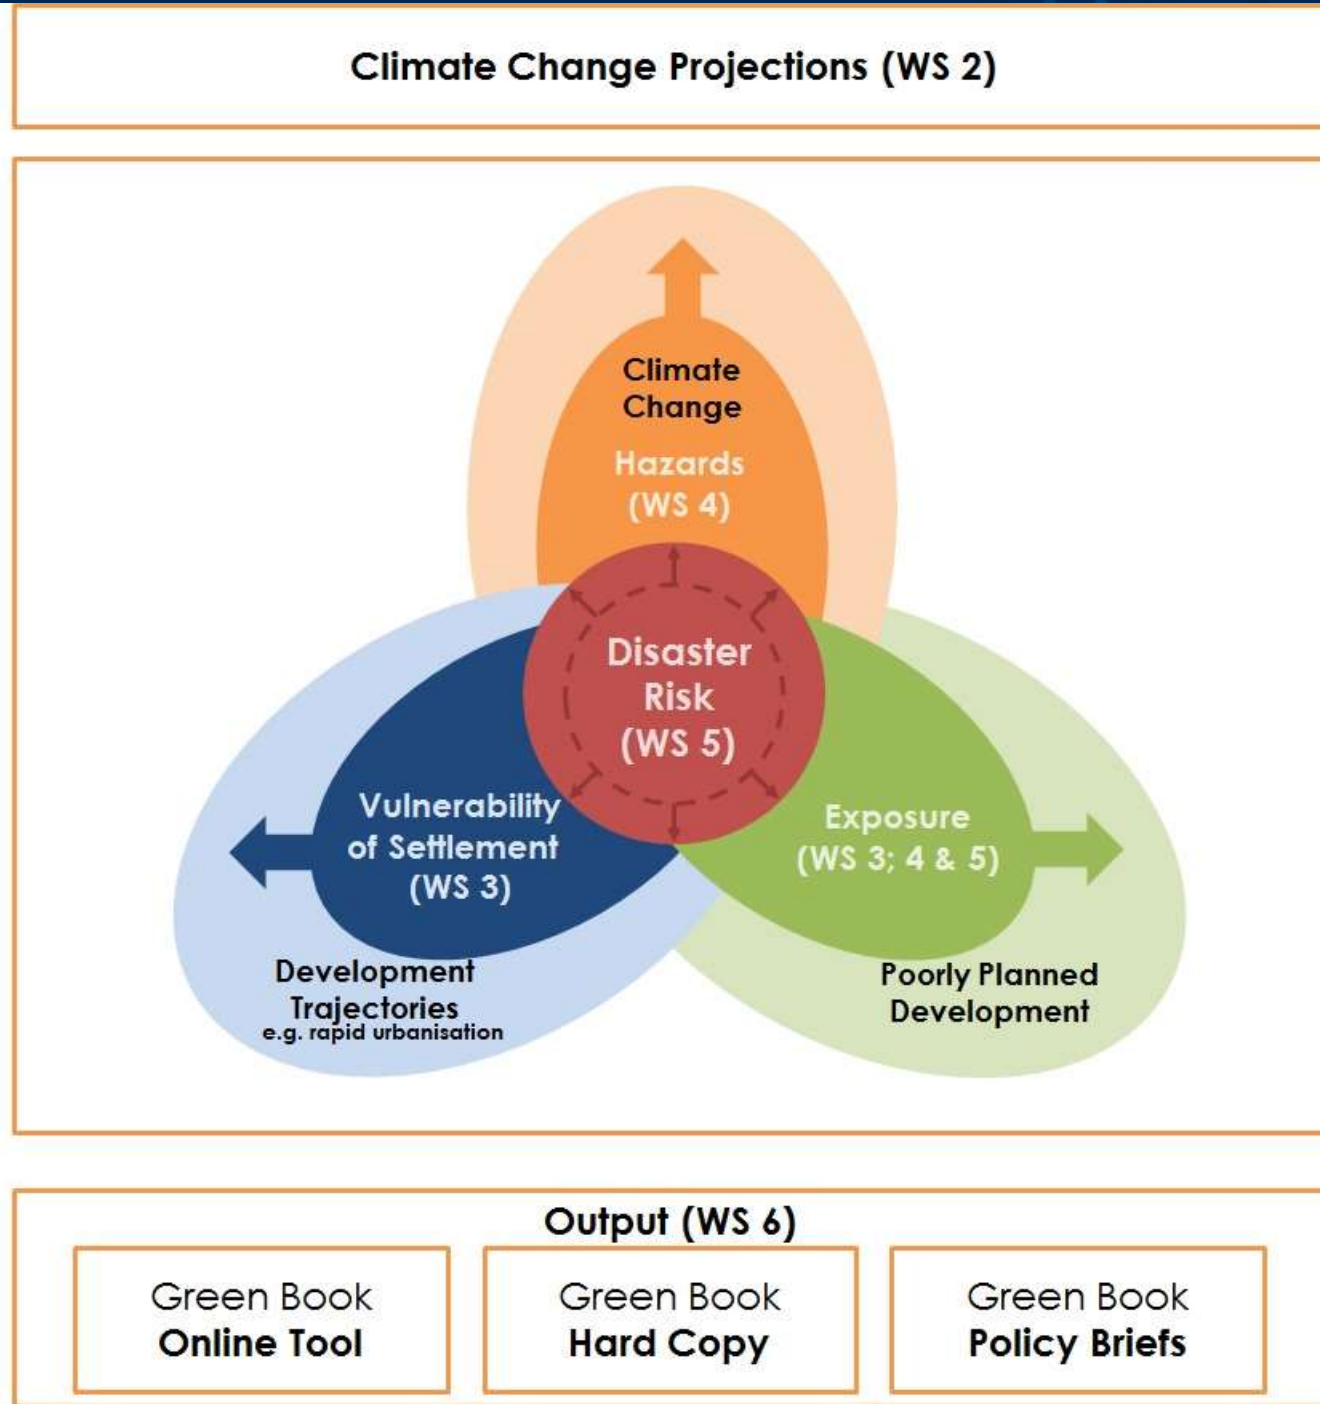 Climate Change Projections (WS 2)
Climate
Change
Hazards
(WS 4)
Disaster
Risk
(WS 5)
Vulnerability
of Settlement
(WS 3)
Exposure
(WS 3; 4 & 5)
Development
Trajectories
e.g. rapid urbanisation
Poorly Planned
Development
Output (WS 6)
Green Book
Online Tool
Green Book
Hard Copy
Green Book
Policy Briefs